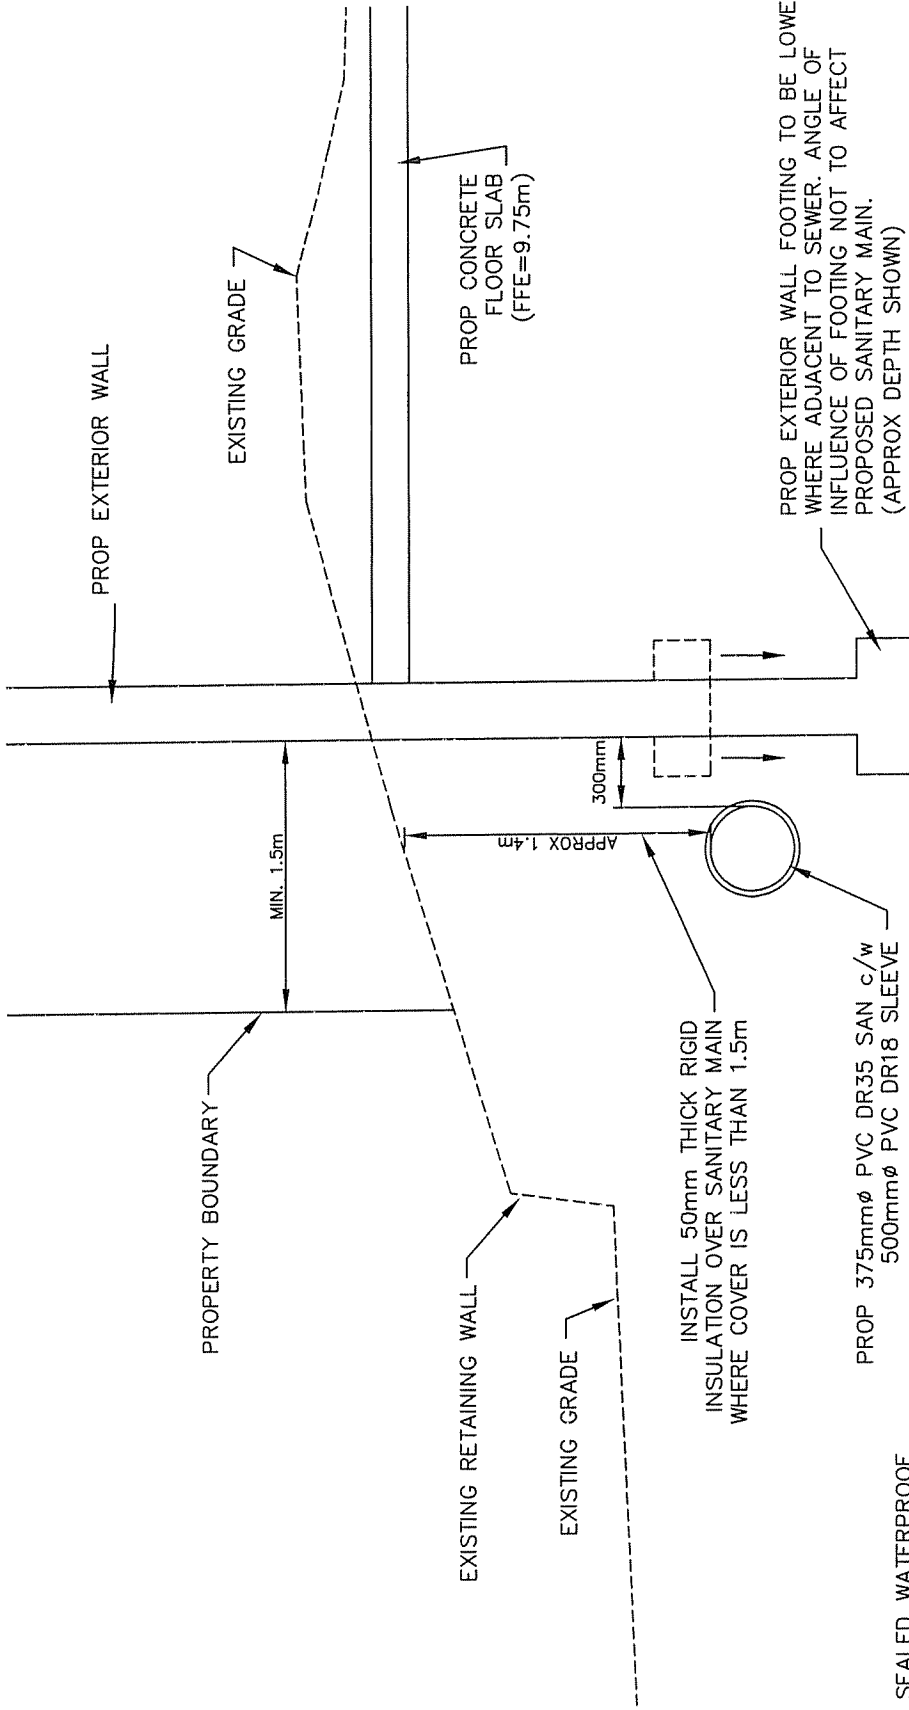 PROP EXTERIOR WALL
EXISTING GRADE
PROPERTY BOUNDARY
MIN. 1.5m
PROP CONCRETE
FLOOR SLAB
(FFE=9.75m)
EXISTING RETAINING WALL
EXISTING GRADE
APPROX 1.4m
300mm
INSTALL 50mm THICK RIGID
INSULATION OVER SANITARY MAIN
WHERE COVER IS LESS THAN 1.5m
PROP EXTERIOR WALL FOOTING TO BE LOWE
WHERE ADJACENT TO SEWER. ANGLE OF
INFLUENCE OF FOOTING NOT TO AFFECT
PROPOSED SANITARY MAIN.
(APPROX DEPTH SHOWN)
PROP 375mmø PVC DR35 SAN c/w
500mmø PVC DR18 SLEEVE
SEALED WATERPROOF